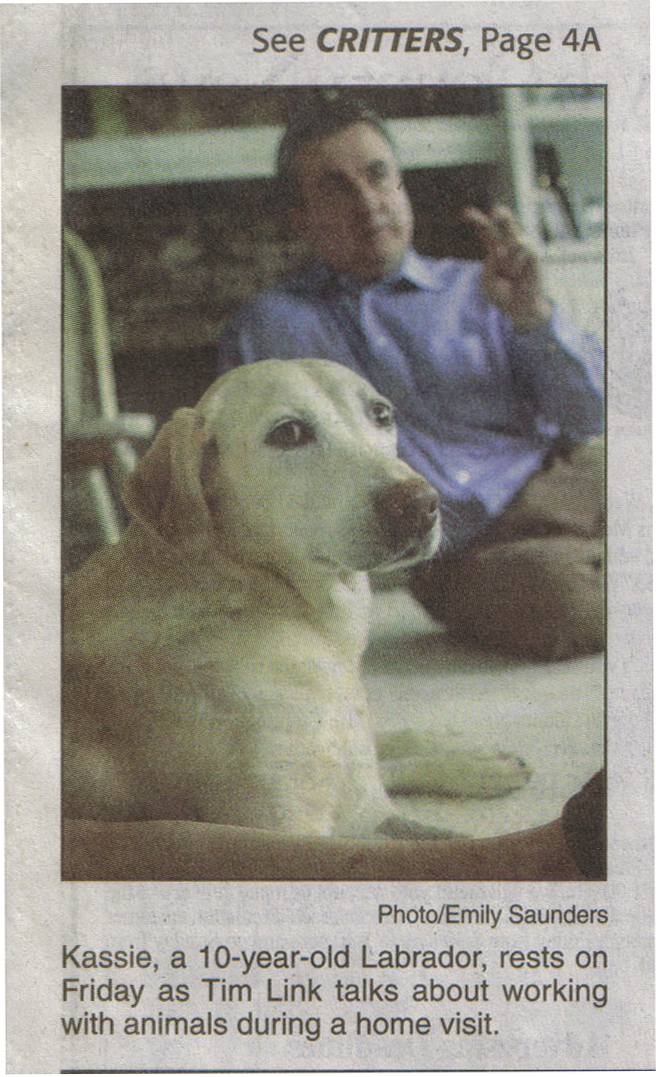 See CRITTERS, Page 4A
Photo/Emily Saunders
Kassie, a 10-year-old Labrador, rests on
Friday as Tim Link talks about working
with animals during a home visit.